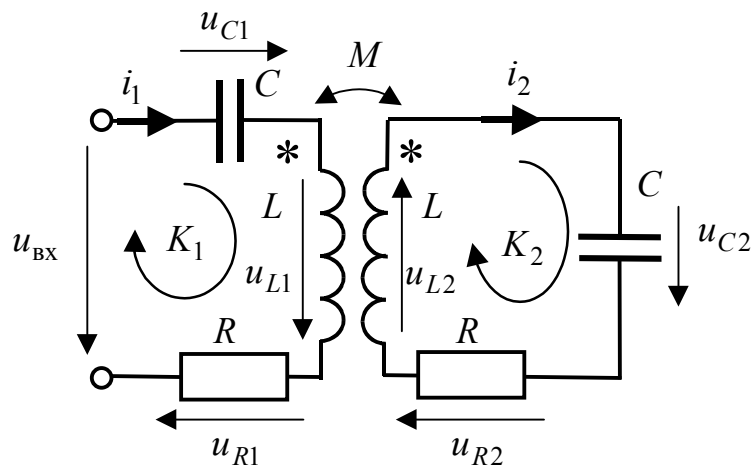 u_{C1}
M
i_1
C
i_2
*
*
L
L
C
u_{вх}
K_1
u_{L1}
u_{L2}
K_2
u_{C2}
R
R
u_{R1}
u_{R2}